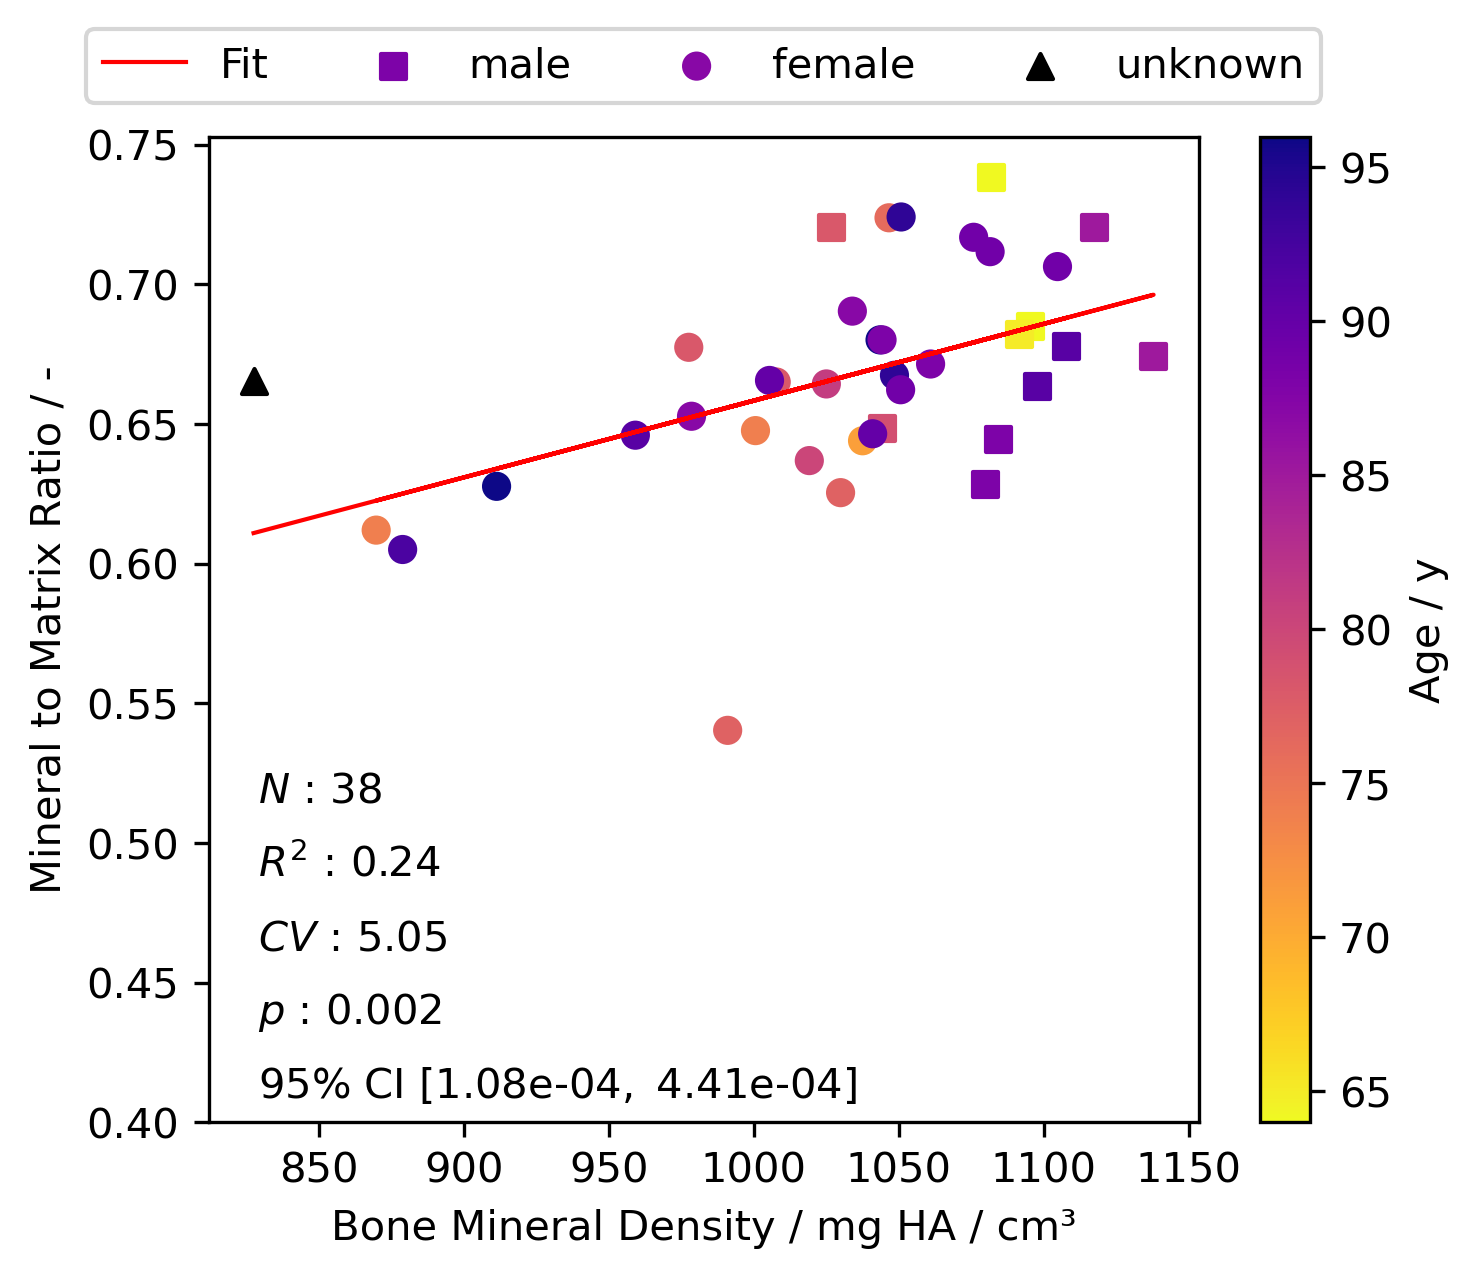 Fit male female unknown
0.75
0.70
0.65
0.60
0.55
0.50
0.45
0.40
Mineral to Matrix Ratio / -
N : 38
R² : 0.24
CV : 5.05
p : 0.002
95% CI [1.08e-04, 4.41e-04]
850 900 950 1000 1050 1100 1150
Bone Mineral Density / mg HA / cm³
95
90
85
80
75
70
65
Age / y